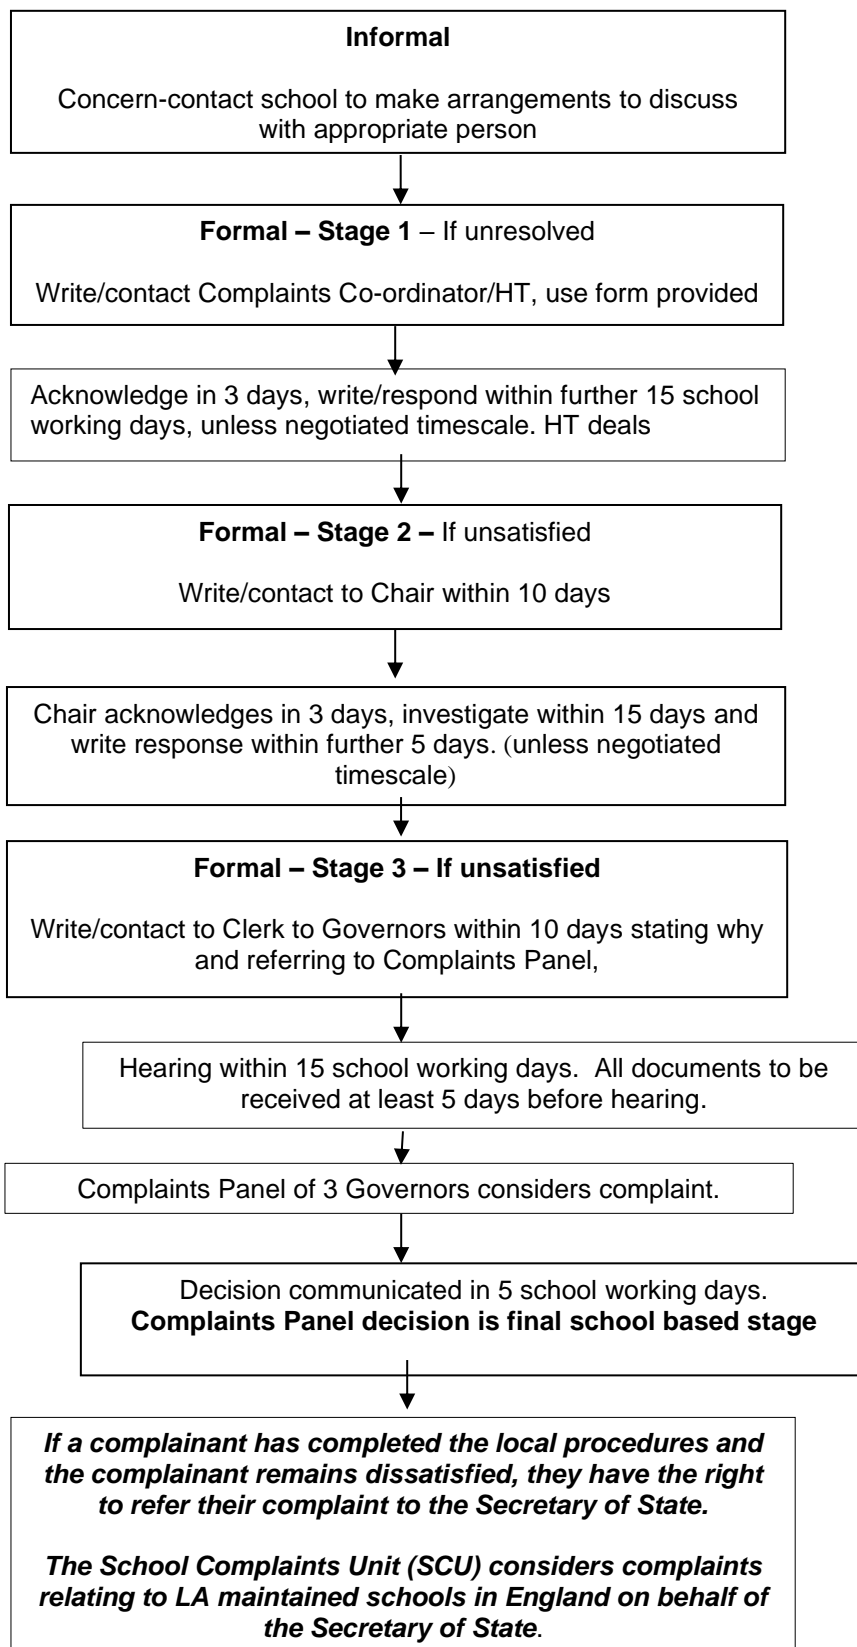 Informal
Concern-contact school to make arrangements to discuss
with appropriate person
Formal – Stage 1 – If unresolved
Write/contact Complaints Co-ordinator/HT, use form provided
Acknowledge in 3 days, write/respond within further 15 school
working days, unless negotiated timescale. HT deals
Formal – Stage 2 – If unsatisfied
Write/contact to Chair within 10 days
Chair acknowledges in 3 days, investigate within 15 days and
write response within further 5 days. (unless negotiated
timescale)
Formal – Stage 3 – If unsatisfied
Write/contact to Clerk to Governors within 10 days stating why
and referring to Complaints Panel,
Hearing within 15 school working days.  All documents to be
received at least 5 days before hearing.
Complaints Panel of 3 Governors considers complaint.
Decision communicated in 5 school working days.
Complaints Panel decision is final school based stage
If a complainant has completed the local procedures and
the complainant remains dissatisfied, they have the right
to refer their complaint to the Secretary of State.
The School Complaints Unit (SCU) considers complaints
relating to LA maintained schools in England on behalf of
the Secretary of State.